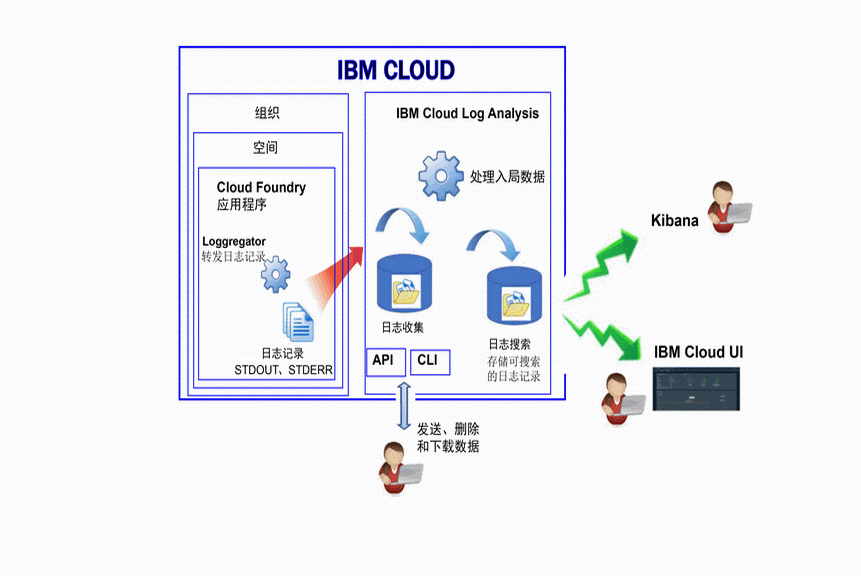 IBM CLOUD
组织
空间
Cloud Foundry
应用程序
Loggregator
转发日志记录
日志记录
STDOUT、STDERR
IBM Cloud Log Analysis
处理入局数据
日志收集
API
CLI
日志搜索
存储可搜索
的日志记录
发送、删除
和下载数据
Kibana
IBM Cloud UI